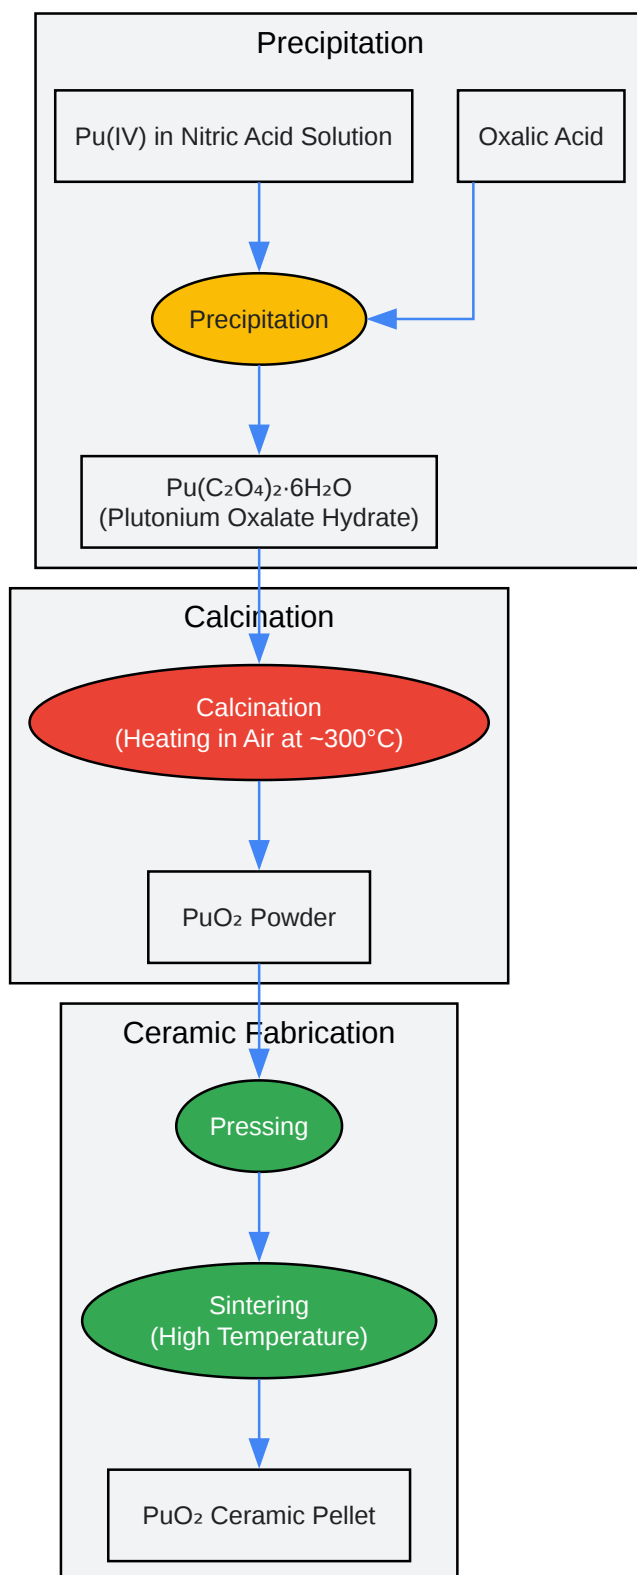 Precipitation
Pu(IV) in Nitric Acid Solution
Oxalic Acid
Precipitation
Pu(C₂O₄)₂·6H₂O
(Plutonium Oxalate Hydrate)
Calcination
Calcination
(Heating in Air at ~300°C)
PuO₂ Powder
Ceramic Fabrication
Pressing
Sintering
(High Temperature)
PuO₂ Ceramic Pellet